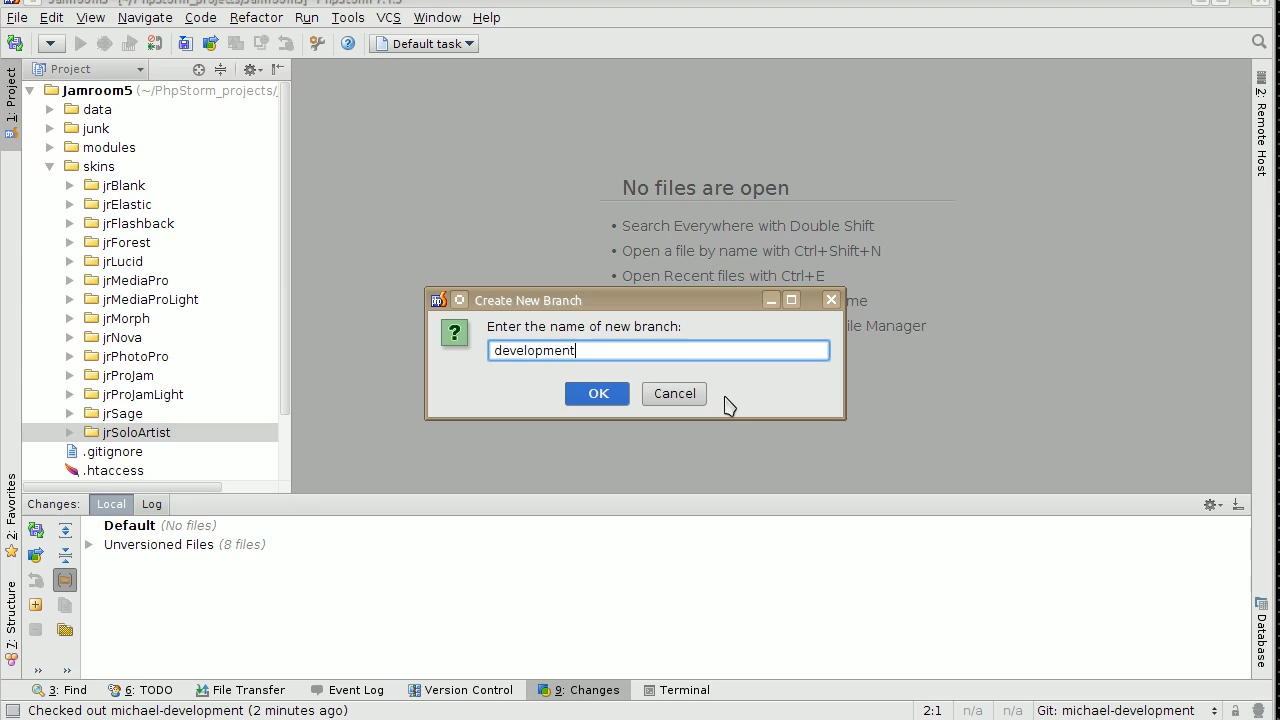 File Edit View Navigate Code Refactor Run Tools VCS Window Help
Default task
Project
1: Project
Jamroom5 (~/PhpStorm_projects/
data
junk
modules
skins
jrBlank
jrElastic
jrFlashback
jrForest
jrLucid
jrMediaPro
jrMediaProLight
jrMorph
jrNova
jrPhotoPro
jrProJam
jrProJamLight
jrSage
jrSoloArtist
.gitignore
.htaccess
2: Favorites
7: Structure
No files are open
• Search Everywhere with Double Shift
• Open a file by name with Ctrl+Shift+N
• Open Recent files with Ctrl+E
ile Manager
Create New Branch
Enter the name of new branch:
development
OK Cancel
2: Remote Host
Database
Changes: Local Log
Default (No files)
Unversioned Files (8 files)
3: Find 6: TODO File Transfer Event Log Version Control 9: Changes Terminal
Checked out michael-development (2 minutes ago) 2:1 n/a n/a Git: michael-development